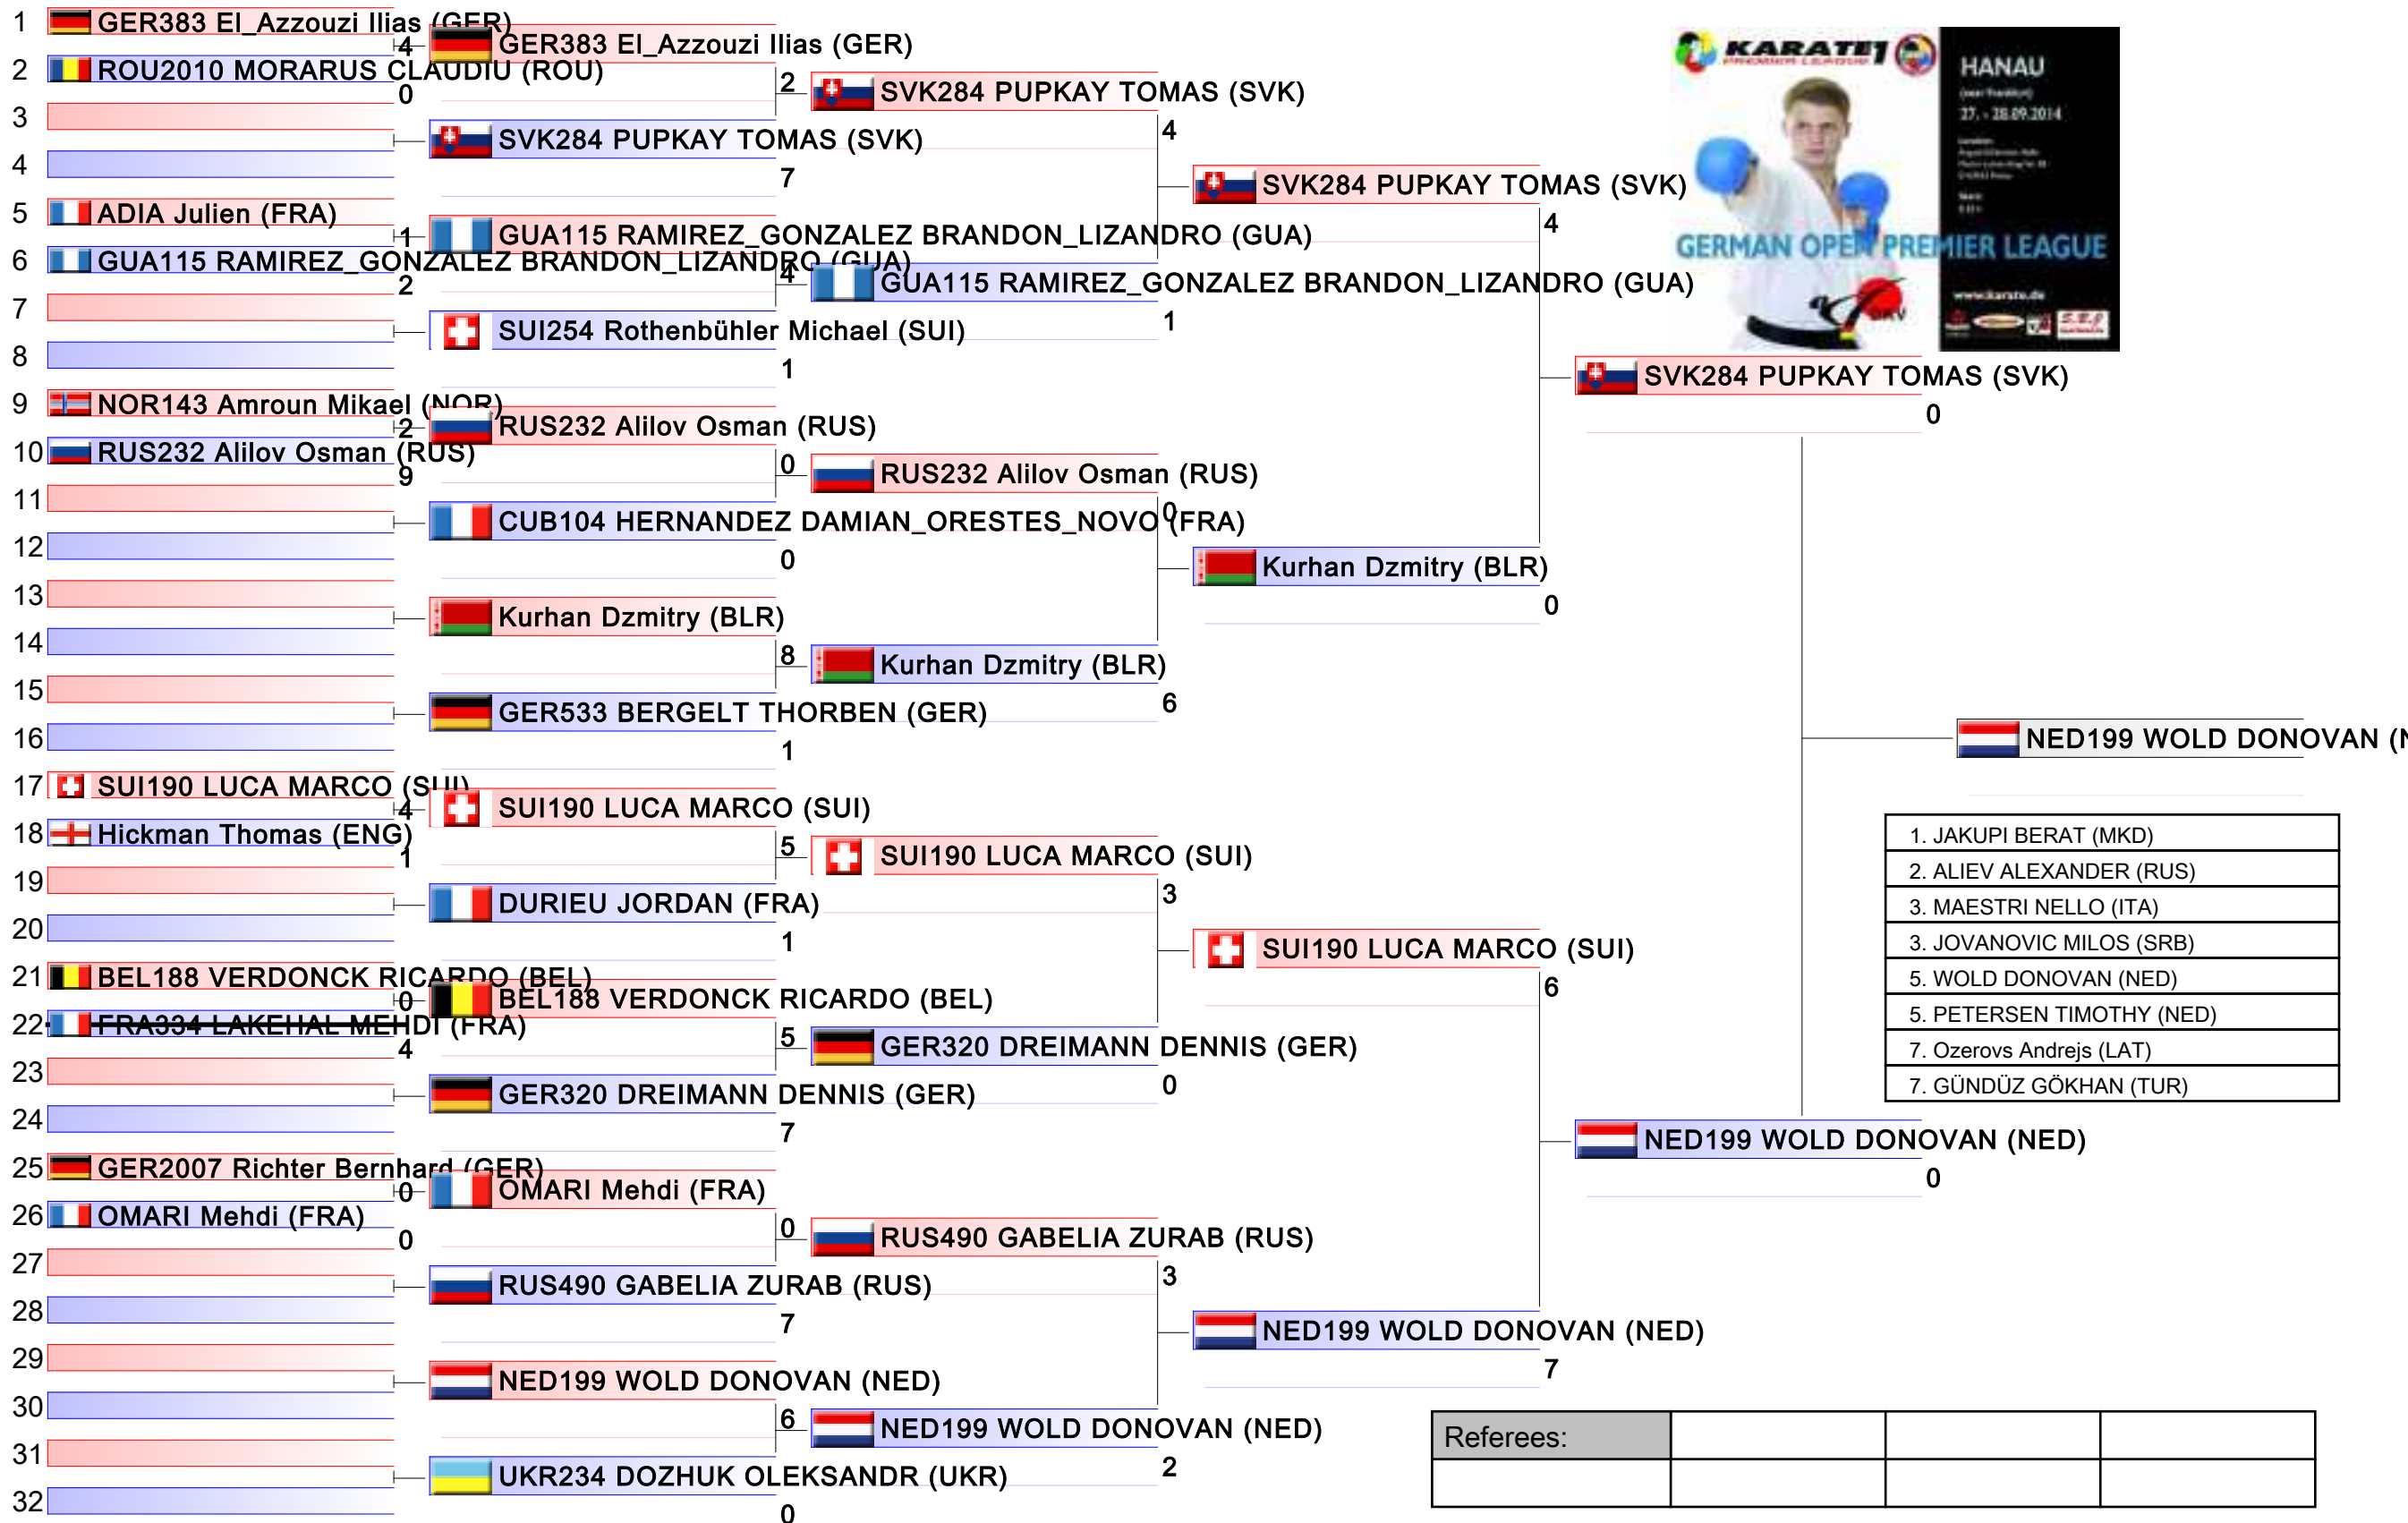 1 GER383 El_Azzouzi Ilias (GER)
4
2 ROU2010 MORARUS CLAUDIU (ROU)
0
3
4
5 ADIA Julien (FRA)
1
6 GUA115 RAMIREZ_GONZALEZ BRANDON_LIZANDRO (GUA)
2
7
8
9 NOR143 Amroun Mikael (NOR)
2
10 RUS232 Alilov Osman (RUS)
9
11
12
13
14
15
16
17 SUI190 LUCA MARCO (SUI)
4
18 Hickman Thomas (ENG)
1
19
20
21 BEL188 VERDONCK RICARDO (BEL)
0
22 FRA334 LAKEHAL MEHDI (FRA)
4
23
24
25 GER2007 Richter Bernhard (GER)
0
26 OMARI Mehdi (FRA)
0
27
28
29
30
31
32
GER383 El_Azzouzi Ilias (GER)
2
SVK284 PUPKAY TOMAS (SVK)
7
GUA115 RAMIREZ_GONZALEZ BRANDON_LIZANDRO (GUA)
4
SUI254 Rothenbühler Michael (SUI)
1
RUS232 Alilov Osman (RUS)
0
CUB104 HERNANDEZ DAMIAN_ORESTES_NOVO (FRA)
0
Kurhan Dzmitry (BLR)
8
GER533 BERGELT THORBEN (GER)
1
SUI190 LUCA MARCO (SUI)
5
DURIEU JORDAN (FRA)
1
BEL188 VERDONCK RICARDO (BEL)
5
GER320 DREIMANN DENNIS (GER)
7
OMARI Mehdi (FRA)
0
RUS490 GABELIA ZURAB (RUS)
7
NED199 WOLD DONOVAN (NED)
6
UKR234 DOZHUK OLEKSANDR (UKR)
0
SVK284 PUPKAY TOMAS (SVK)
4
GUA115 RAMIREZ_GONZALEZ BRANDON_LIZANDRO (GUA)
1
RUS232 Alilov Osman (RUS)
0
Kurhan Dzmitry (BLR)
6
SUI190 LUCA MARCO (SUI)
3
GER320 DREIMANN DENNIS (GER)
0
RUS490 GABELIA ZURAB (RUS)
3
NED199 WOLD DONOVAN (NED)
2
SVK284 PUPKAY TOMAS (SVK)
4
Kurhan Dzmitry (BLR)
0
SUI190 LUCA MARCO (SUI)
6
NED199 WOLD DONOVAN (NED)
7
SVK284 PUPKAY TOMAS (SVK)
0
NED199 WOLD DONOVAN (NED)
0
NED199 WOLD DONOVAN (N
KARATE1
PREMIER LEAGUE
HANAU
(near Frankfurt)
27. - 28.09.2014
GERMAN OPEN PREMIER LEAGUE
www.karate.de
1. JAKUPI BERAT (MKD)
2. ALIEV ALEXANDER (RUS)
3. MAESTRI NELLO (ITA)
3. JOVANOVIC MILOS (SRB)
5. WOLD DONOVAN (NED)
5. PETERSEN TIMOTHY (NED)
7. Ozerovs Andrejs (LAT)
7. GÜNDÜZ GÖKHAN (TUR)
Referees: